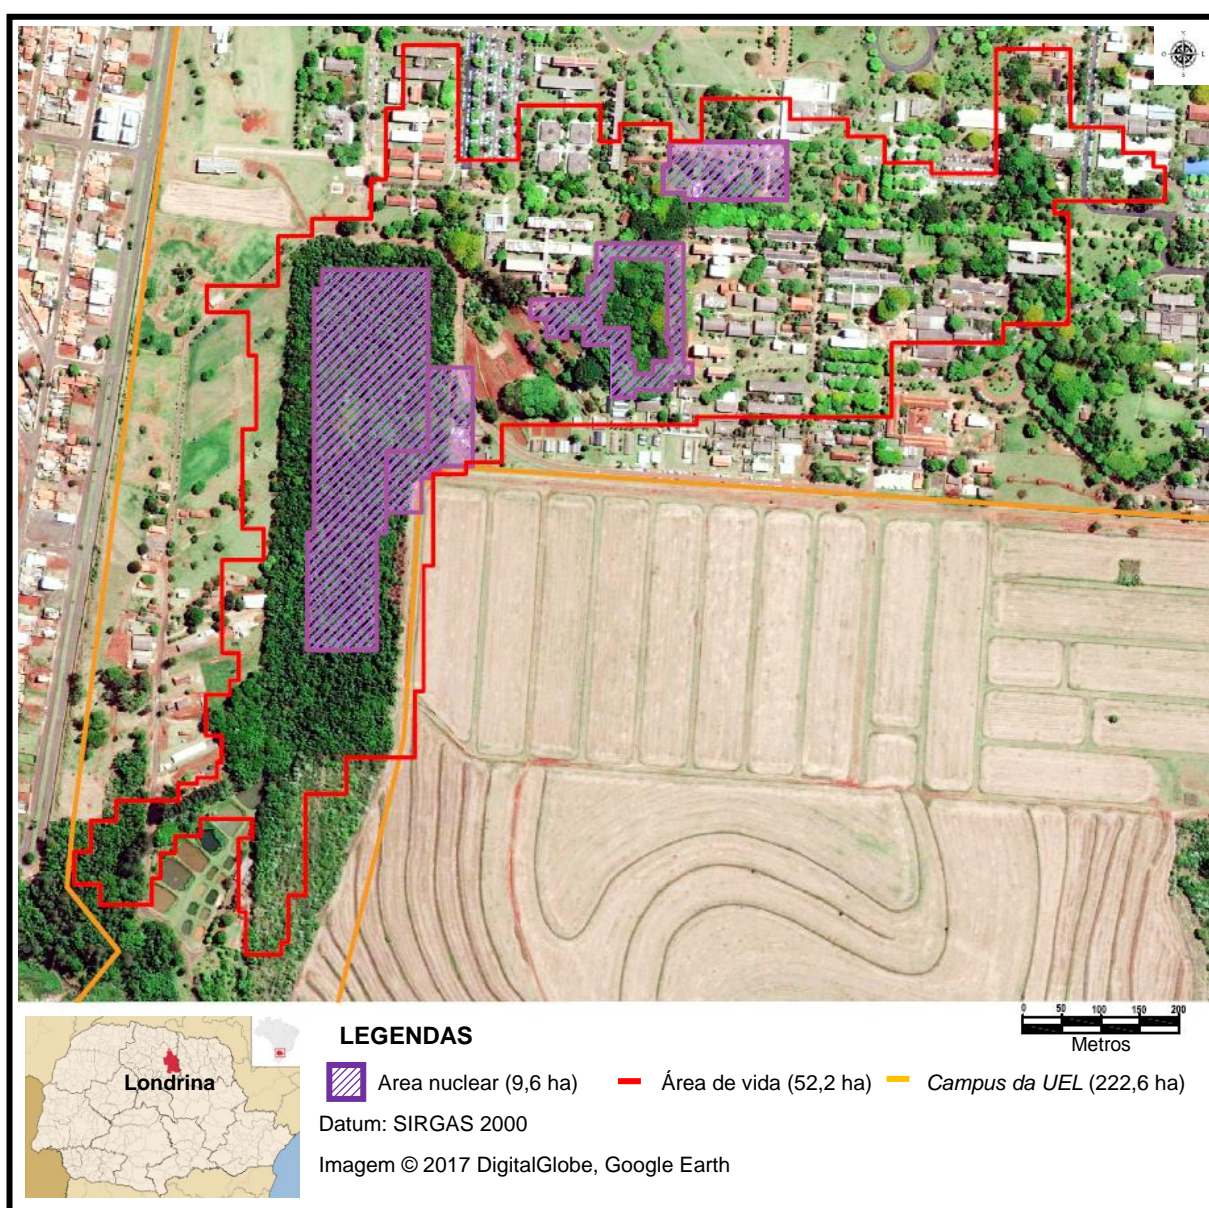 N
O L
S
0 50 100 150 200
Metros
LEGENDAS
Londrina
Area nuclear (9,6 ha) Área de vida (52,2 ha) Campus da UEL (222,6 ha)
Datum: SIRGAS 2000
Imagem © 2017 DigitalGlobe, Google Earth